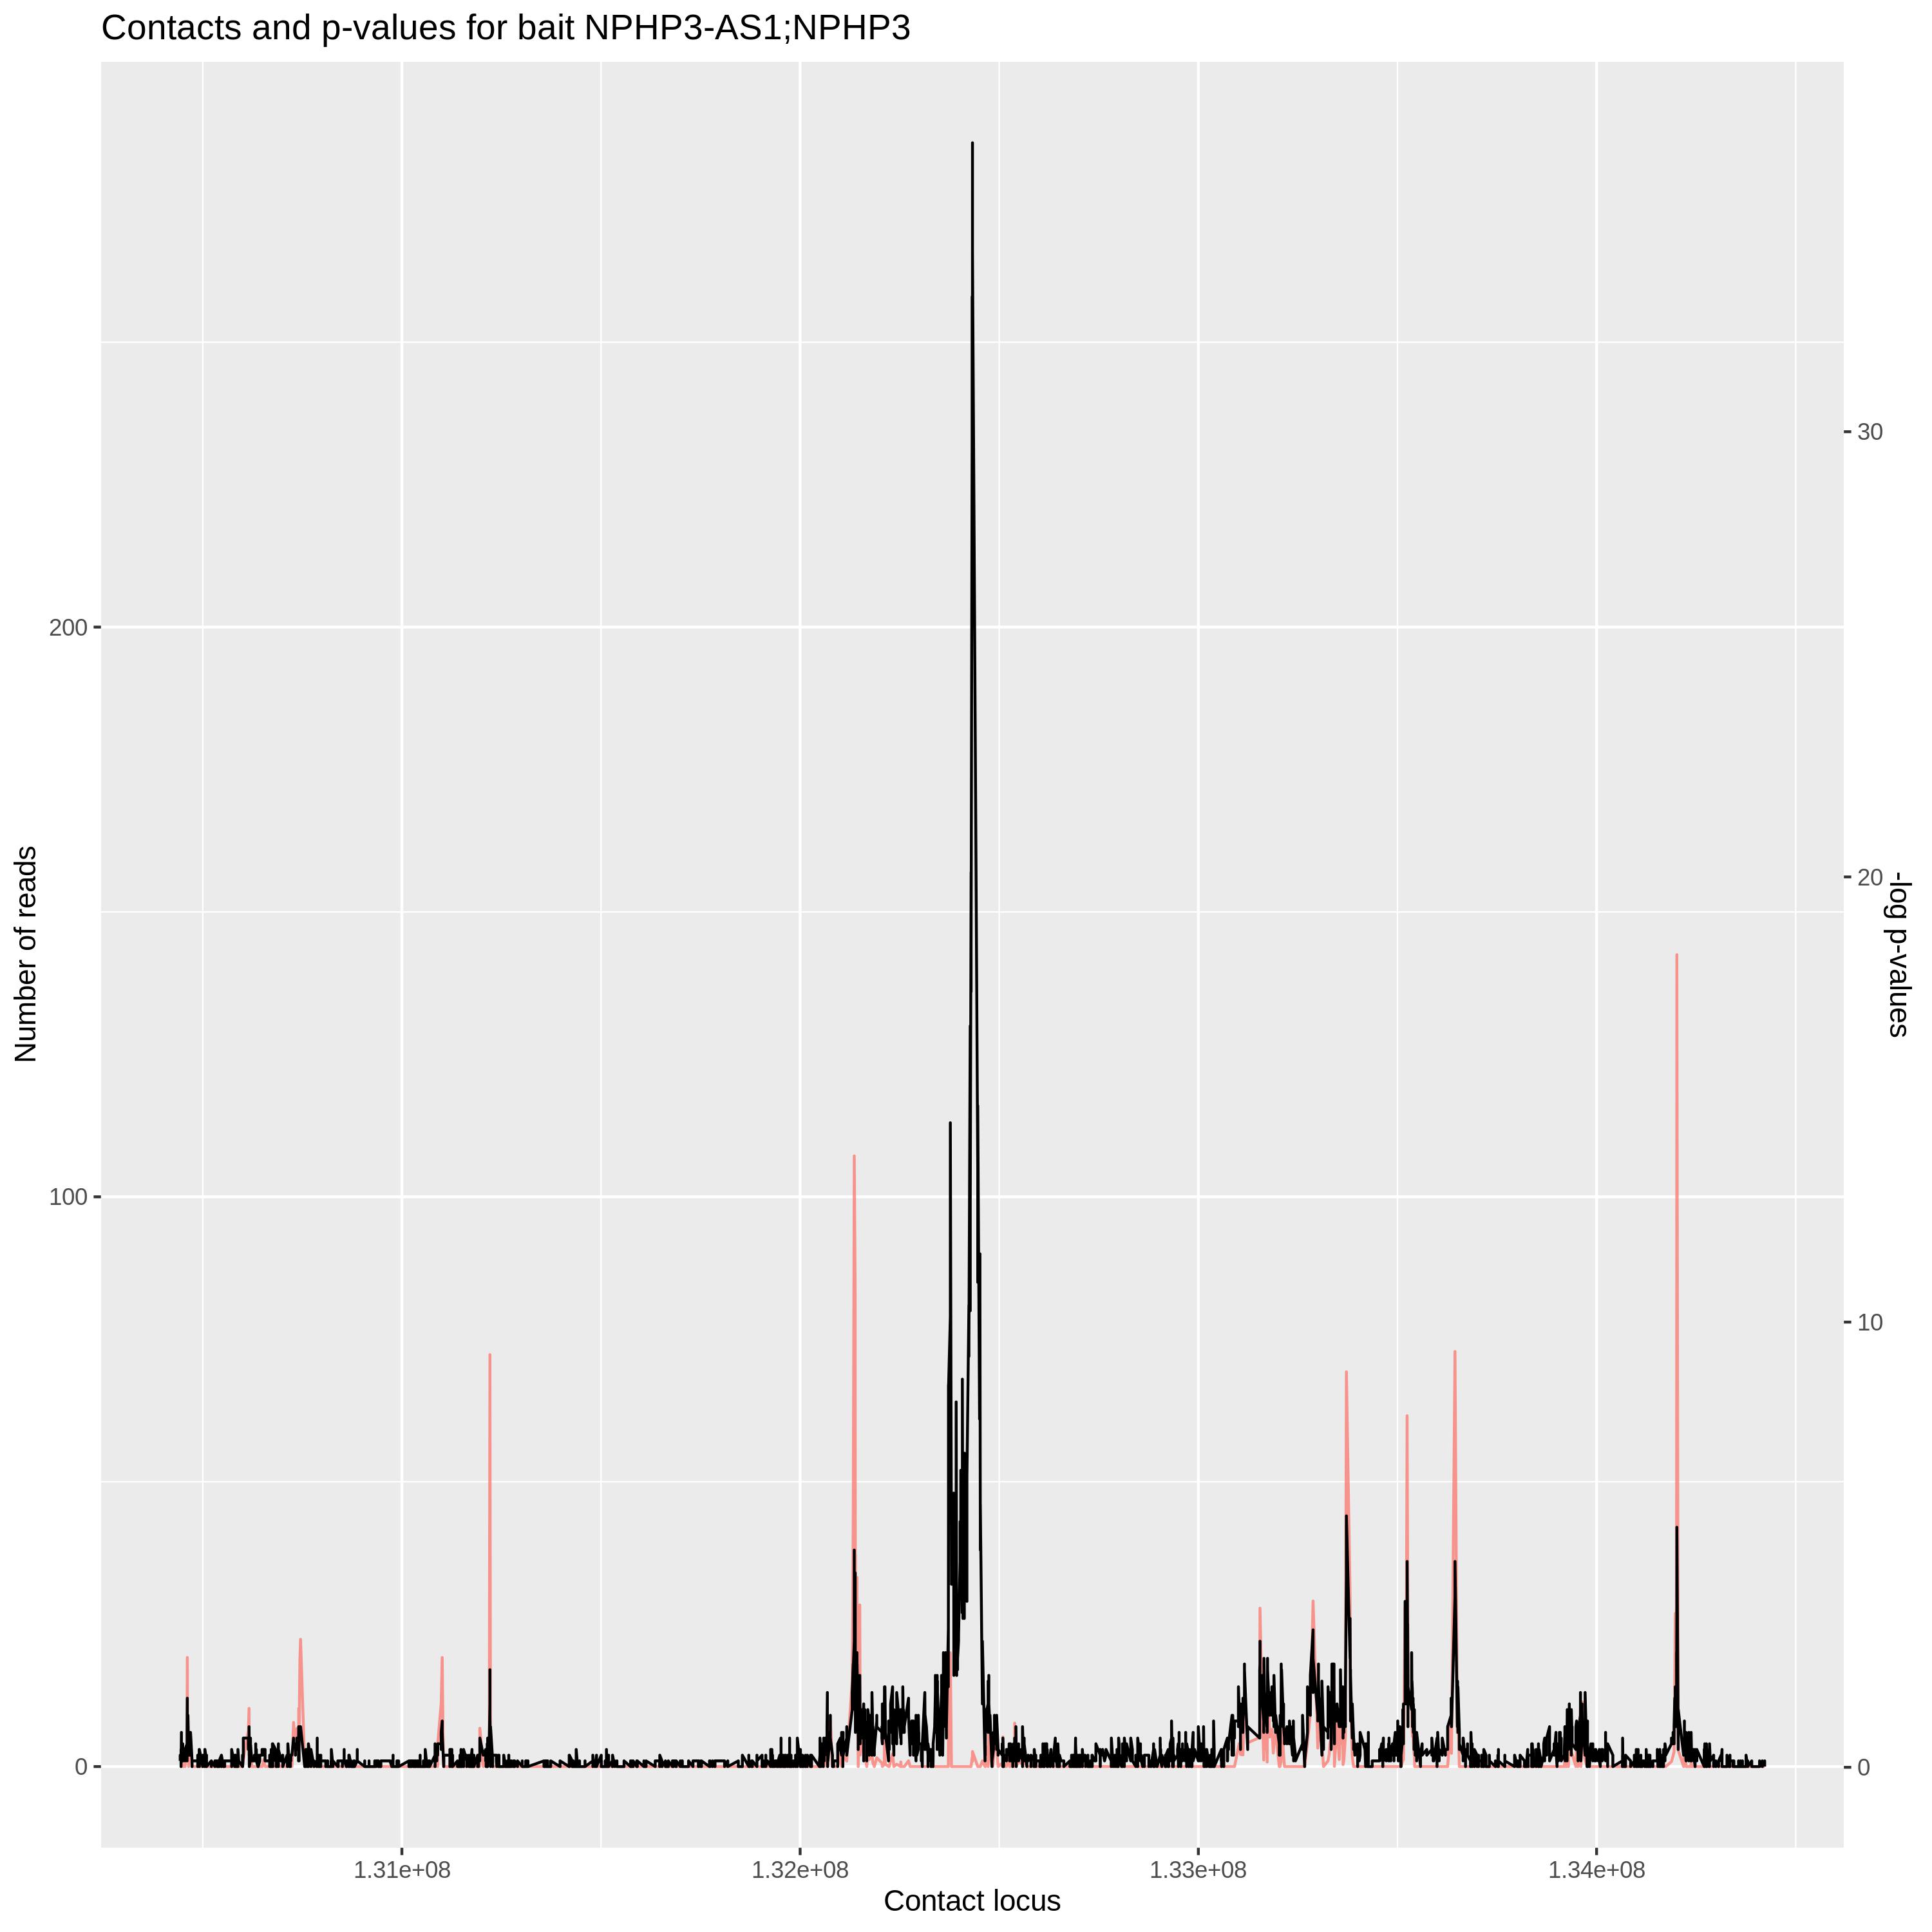 Contacts and p-values for bait NPHP3-AS1;NPHP3
Number of reads
200
100
0
30
20
10
0
-log p-values
1.31e+08
1.32e+08
1.33e+08
1.34e+08
Contact locus